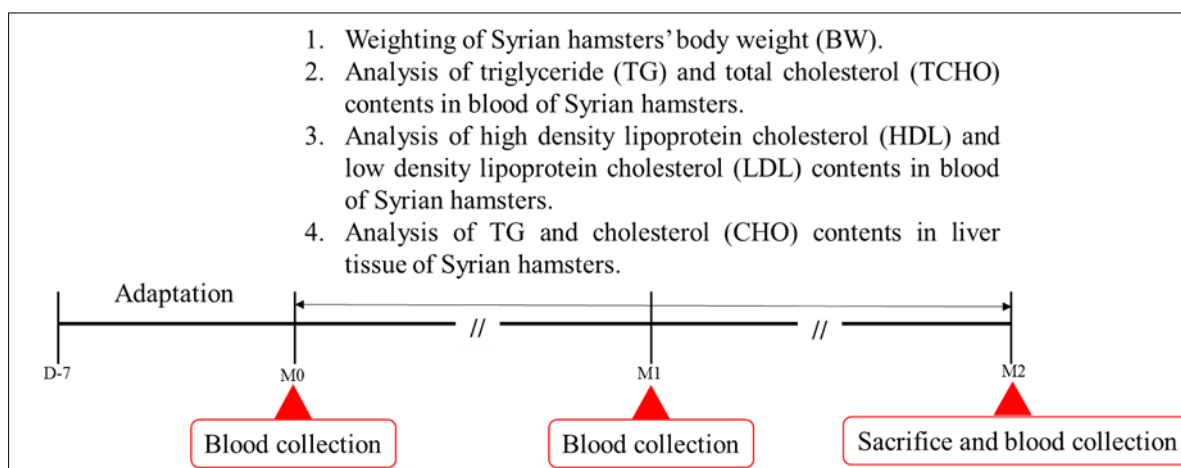 1. Weighting of Syrian hamsters’ body weight (BW).
2. Analysis of triglyceride (TG) and total cholesterol (TCHO)
contents in blood of Syrian hamsters.
3. Analysis of high density lipoprotein cholesterol (HDL) and
low density lipoprotein cholesterol (LDL) contents in blood
of Syrian hamsters.
4. Analysis of TG and cholesterol (CHO) contents in liver
tissue of Syrian hamsters.
Adaptation
// //
D-7 M0 M1 M2
Blood collection Blood collection Sacrifice and blood collection